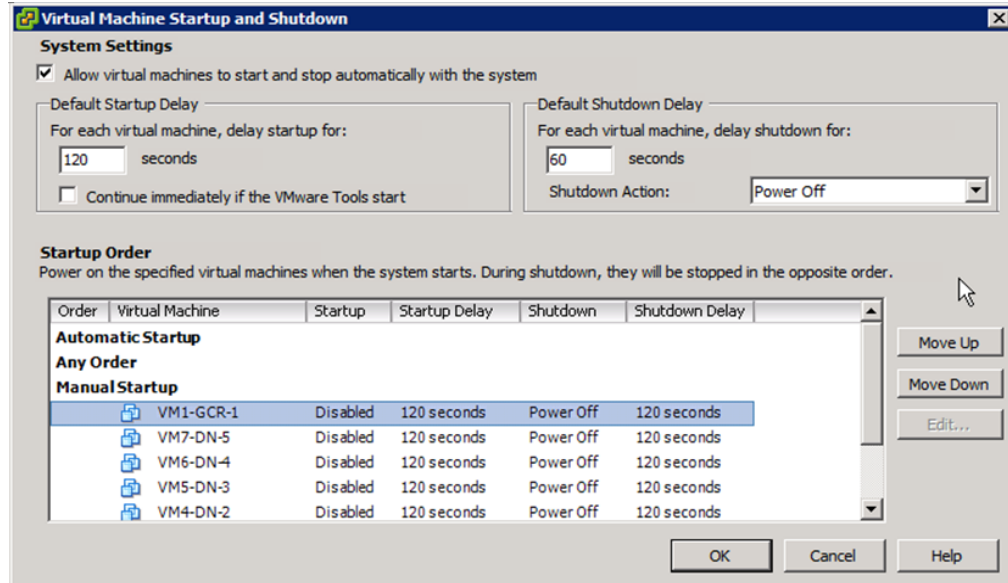 Virtual Machine Startup and Shutdown
System Settings
Allow virtual machines to start and stop automatically with the system
Default Startup Delay
For each virtual machine, delay startup for:
120 seconds
Continue immediately if the VMware Tools start
Default Shutdown Delay
For each virtual machine, delay shutdown for:
60 seconds
Shutdown Action: Power Off
Startup Order
Power on the specified virtual machines when the system starts. During shutdown, they will be stopped in the opposite order.
Order Virtual Machine Startup Startup Delay Shutdown Shutdown Delay
Automatic Startup
Any Order
Manual Startup
VM1-GCR-1 Disabled 120 seconds Power Off 120 seconds
VM7-DN-5 Disabled 120 seconds Power Off 120 seconds
VM6-DN-4 Disabled 120 seconds Power Off 120 seconds
VM5-DN-3 Disabled 120 seconds Power Off 120 seconds
VM4-DN-2 Disabled 120 seconds Power Off 120 seconds
Move Up
Move Down
Edit...
OK Cancel Help